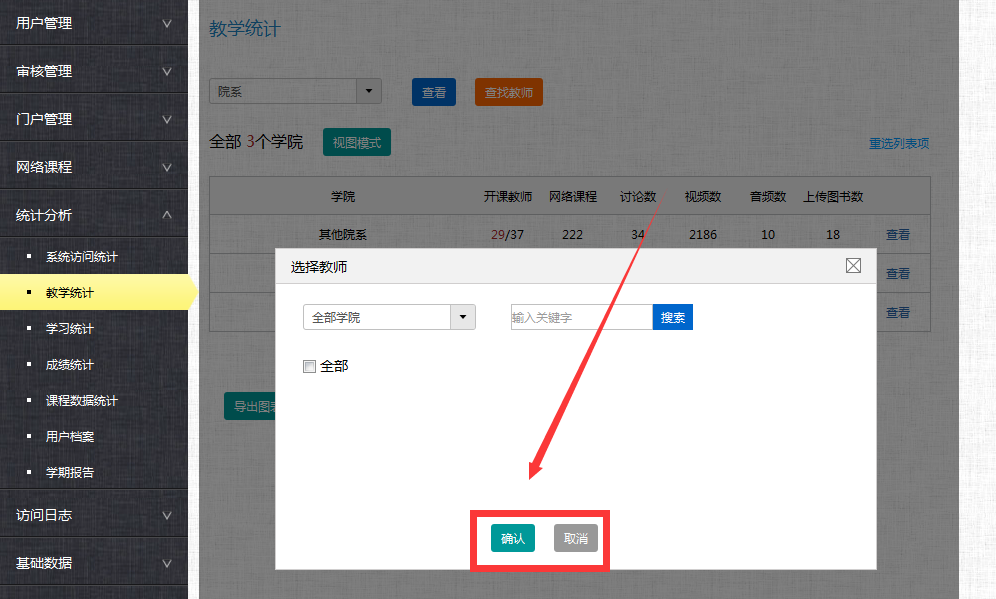 用户管理
审核管理
门户管理
网络课程
统计分析
系统访问统计
教学统计
学习统计
成绩统计
课程数据统计
用户档案
学期报告
访问日志
基础数据
教学统计
院系 查看 查找教师
全部 3个学院 视图模式 重选列表项
学院 开课教师 网络课程 讨论数 视频数 音频数 上传图书数
其他院系 29/37 222 34 2186 10 18 查看
查看
查看
导出图表
选择教师
全部学院 输入关键字 搜索
全部
确认 取消